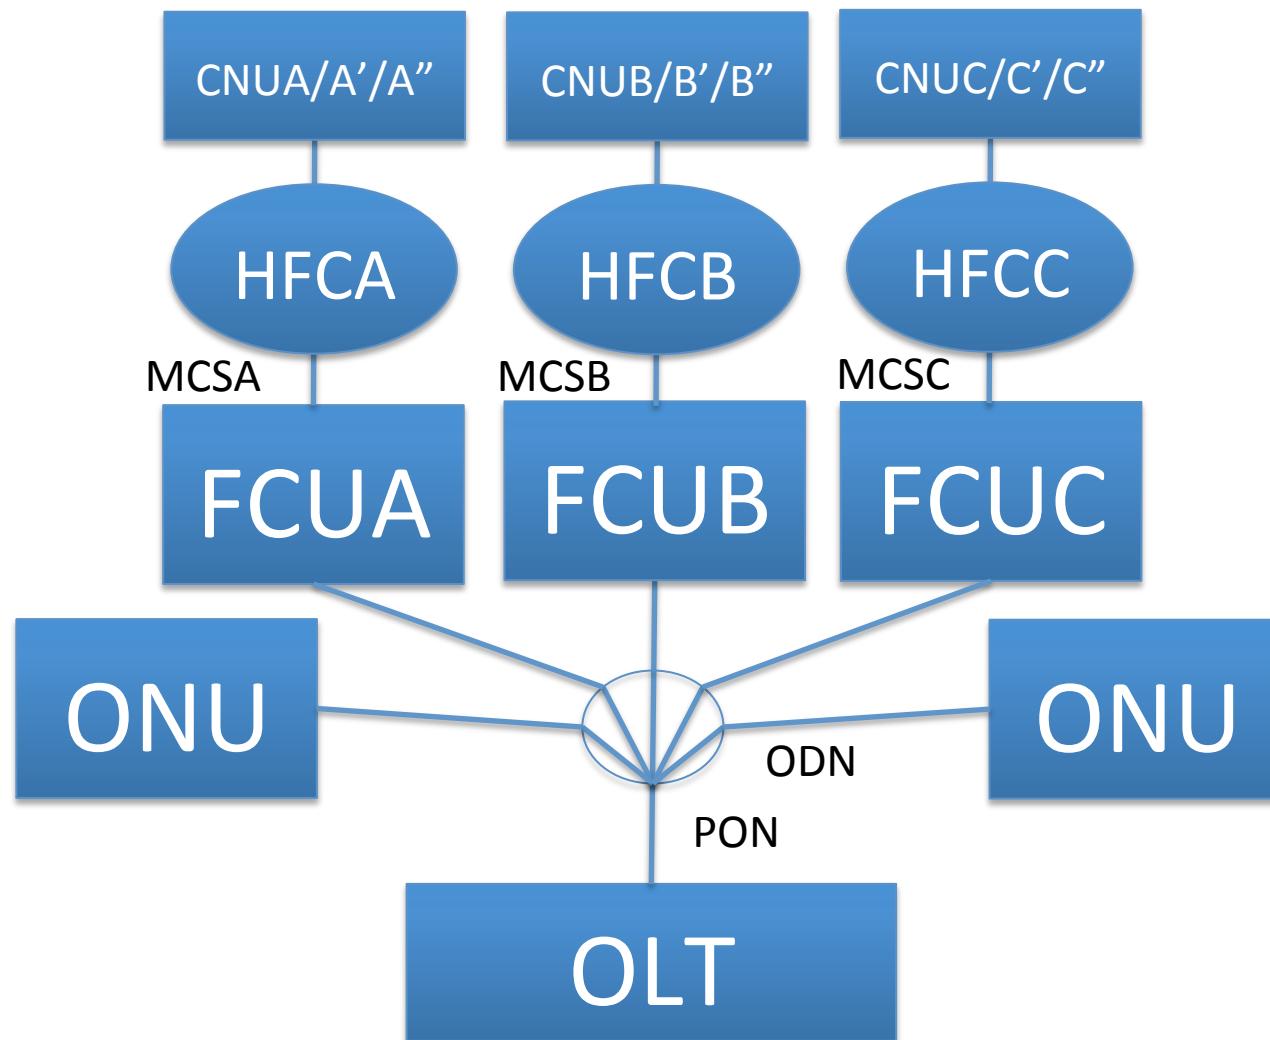 CNUA/A’/A”
CNUB/B’/B”
CNUC/C’/C”
HFCA
HFCB
HFCC
MCSA
MCSB
MCSC
FCUA
FCUB
FCUC
ONU
ONU
ODN
PON
OLT